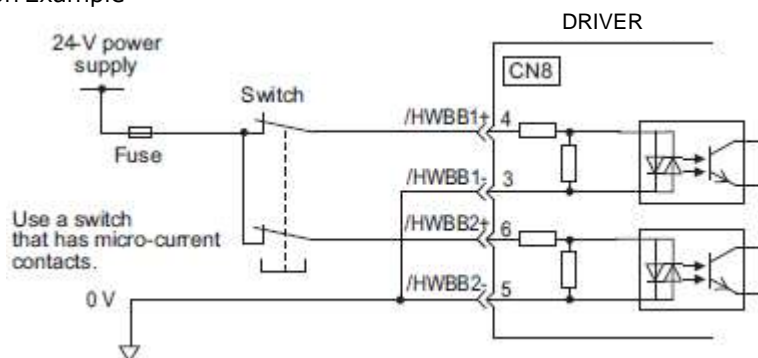 on Example
DRIVER
24-V power
supply
CN8
Switch
/HWBB1+ 4
Fuse
/HWBB1- 3
Use a switch
that has micro-current
contacts.
/HWBB2+ 6
0 V
/HWBB2- 5